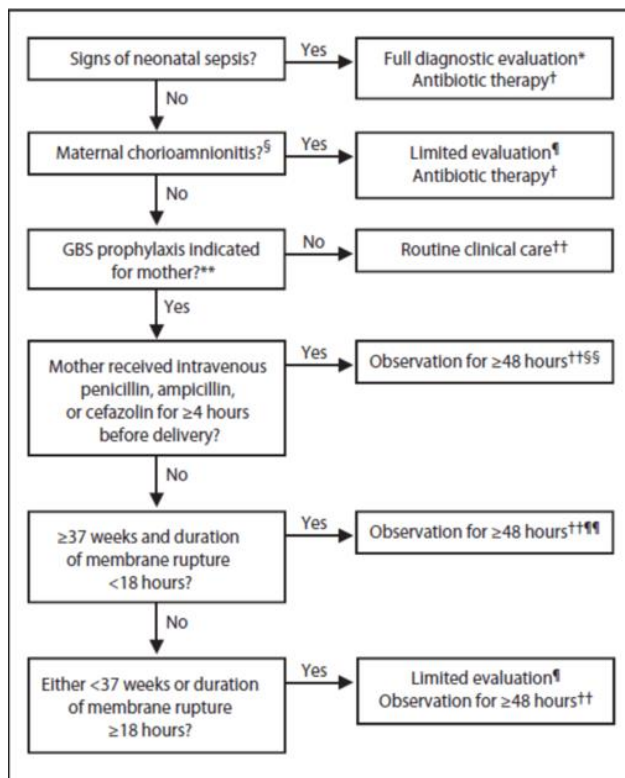 Signs of neonatal sepsis?
Yes
Full diagnostic evaluation*
Antibiotic therapy†
No
Maternal chorioamnionitis?§
Yes
Limited evaluation¶
Antibiotic therapy†
No
GBS prophylaxis indicated
for mother?**
No
Routine clinical care††
Yes
Mother received intravenous
penicillin, ampicillin,
or cefazolin for ≥4 hours
before delivery?
Yes
Observation for ≥48 hours††§§
No
≥37 weeks and duration
of membrane rupture
<18 hours?
Yes
Observation for ≥48 hours††¶¶
No
Either <37 weeks or duration
of membrane rupture
≥18 hours?
Yes
Limited evaluation¶
Observation for ≥48 hours††